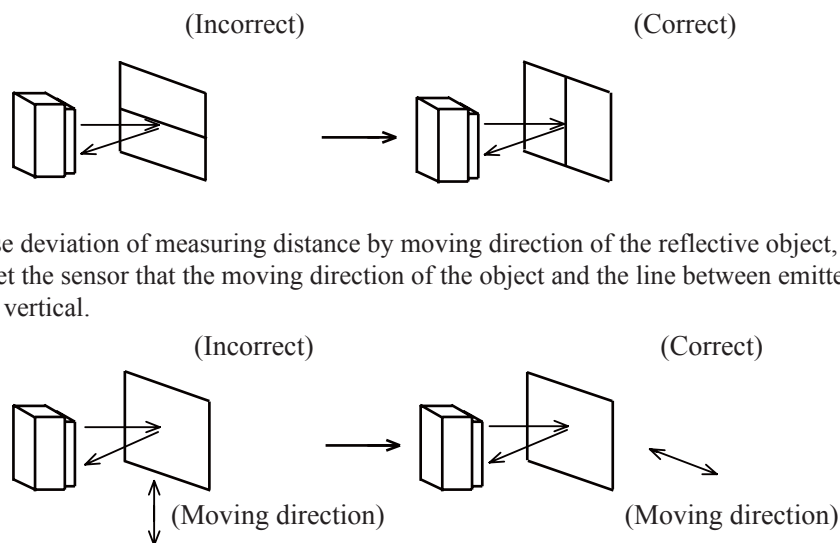 (Incorrect) (Correct)
se deviation of measuring distance by moving direction of the reflective object,
et the sensor that the moving direction of the object and the line between emitte
vertical.
(Incorrect) (Correct)
(Moving direction) (Moving direction)